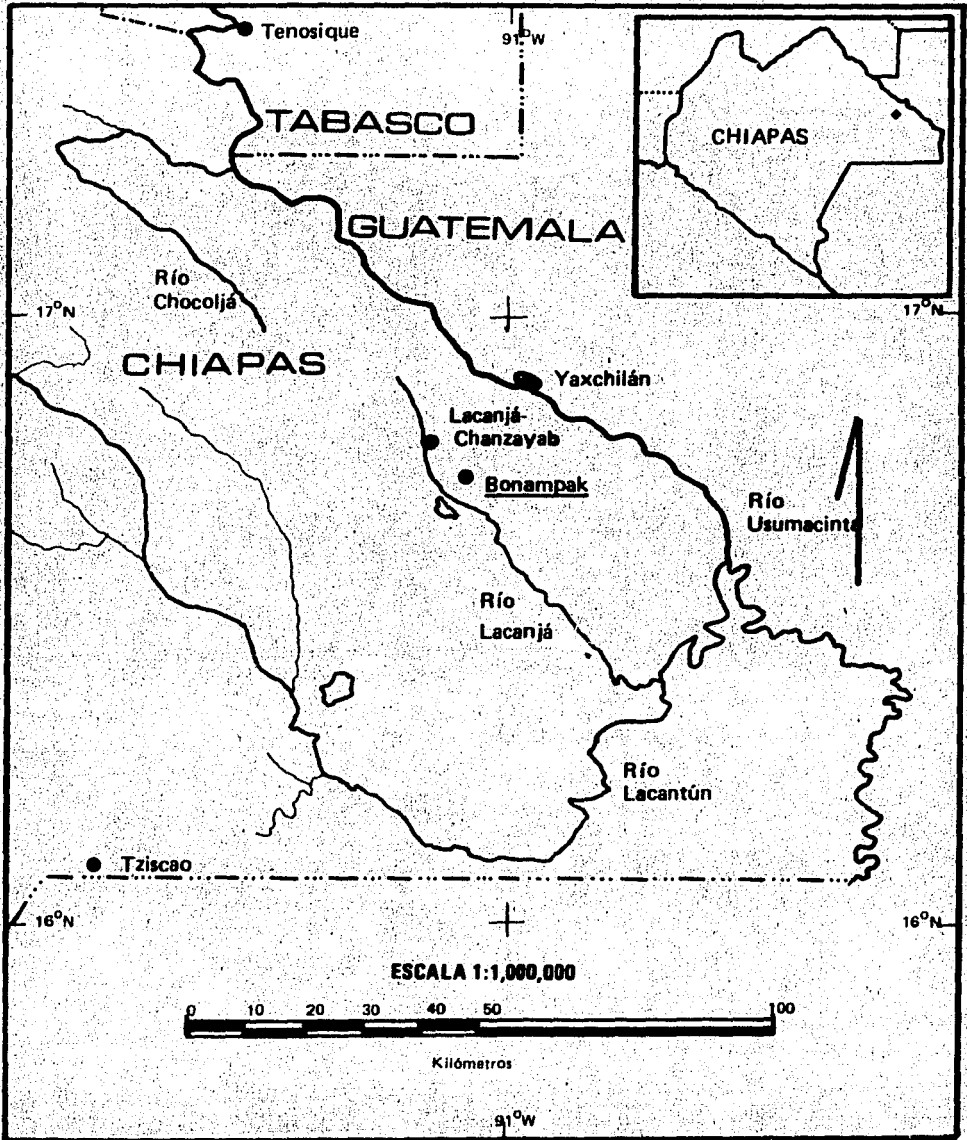 Tenosique
91°W
TABASCO
CHIAPAS
GUATEMALA
Río
Chocoljá
17°N
17°N
CHIAPAS
Yaxchilán
Lacanjá-
Chanzayab
Bonampak
Río
Usumacinta
Río
Lacanjá
Río
Lacantún
Tziscao
16°N
16°N
ESCALA 1:1,000,000
0 10 20 30 40 50 100
Kilómetros
91°W